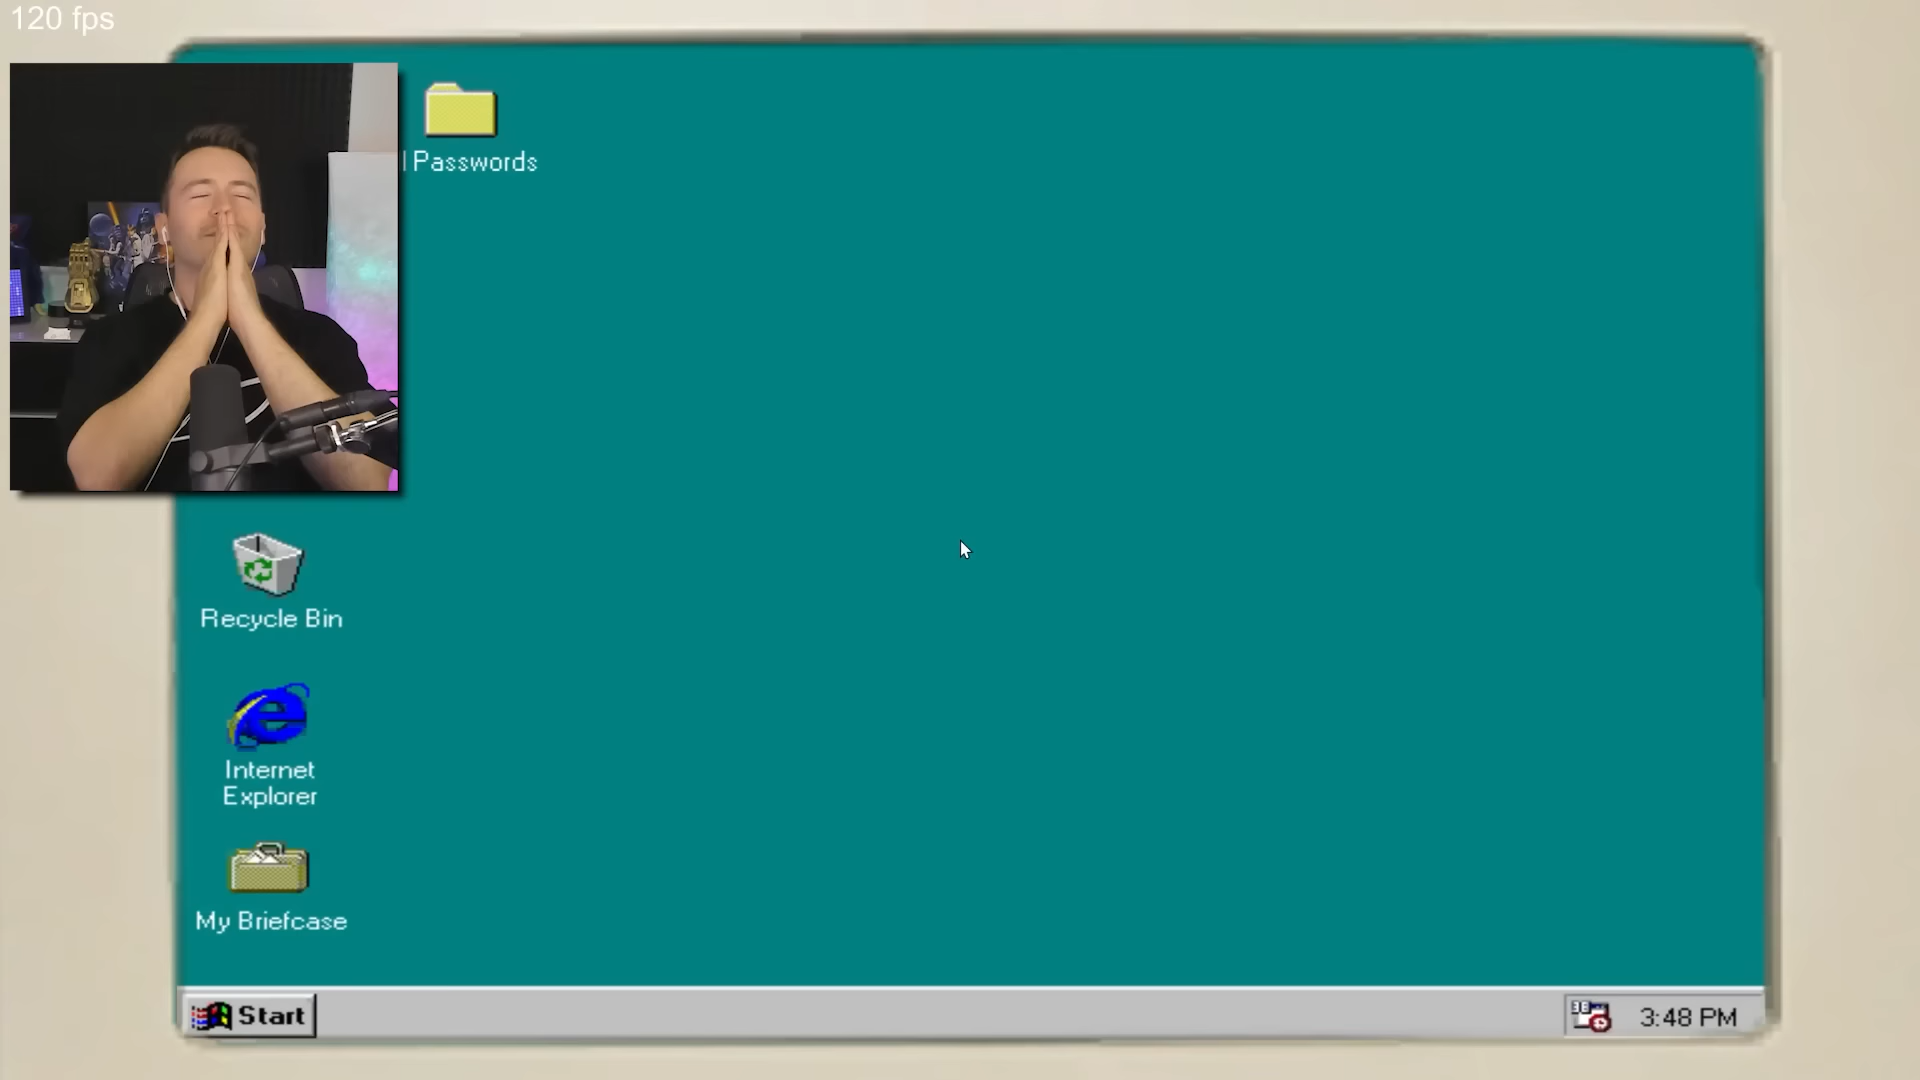 120 fps
Passwords
Recycle Bin
Internet
Explorer
My Briefcase
Start
3:48 PM